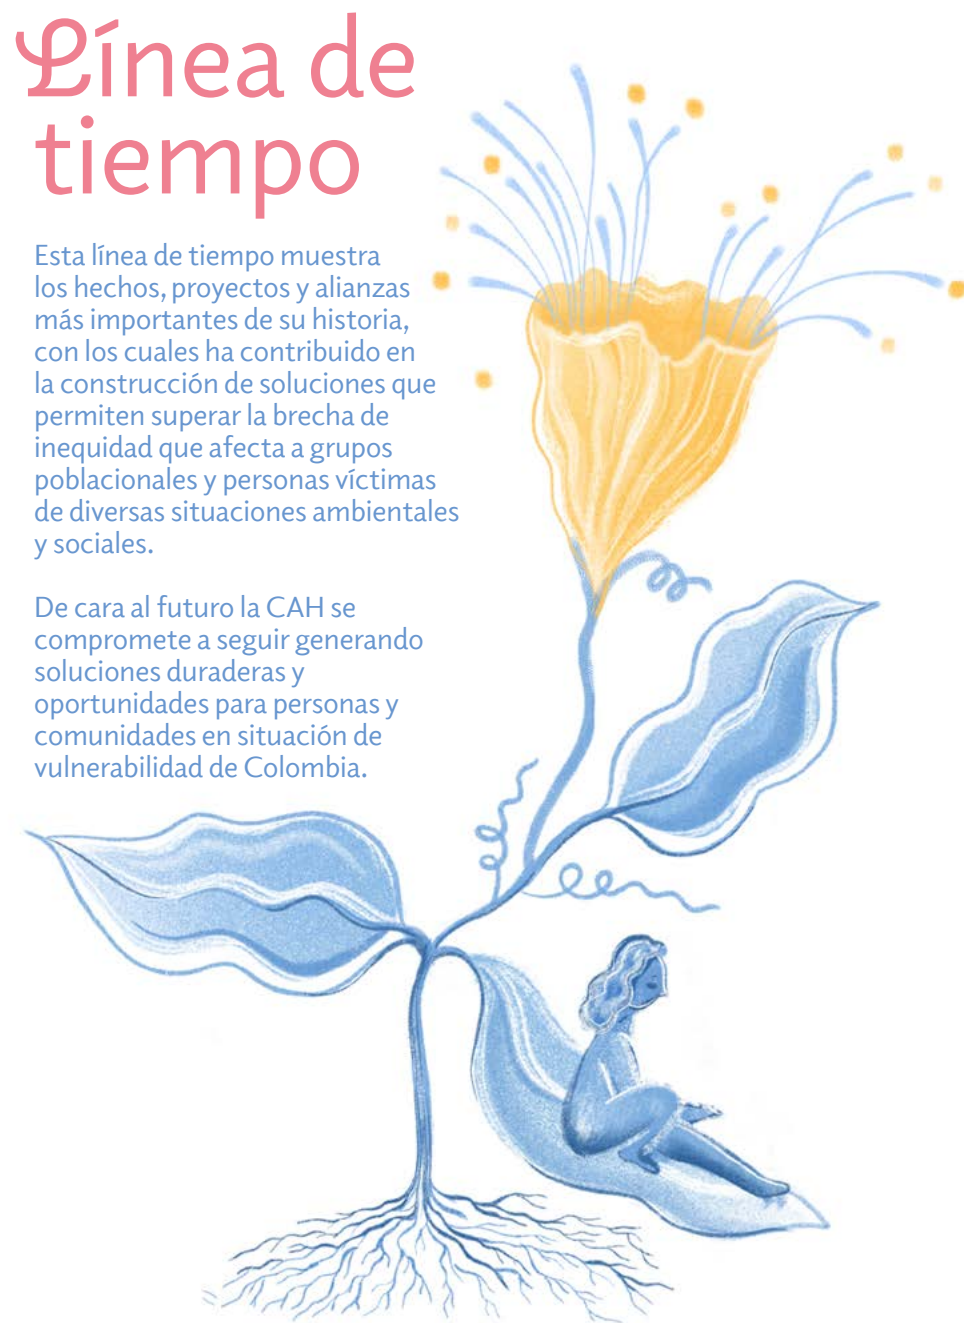 Línea de
tiempo
Esta línea de tiempo muestra
los hechos, proyectos y alianzas
más importantes de su historia,
con los cuales ha contribuido en
la construcción de soluciones que
permiten superar la brecha de
inequidad que afecta a grupos
poblacionales y personas víctimas
de diversas situaciones ambientales
y sociales.
De cara al futuro la CAH se
compromete a seguir generando
soluciones duraderas y
oportunidades para personas y
comunidades en situación de
vulnerabilidad de Colombia.